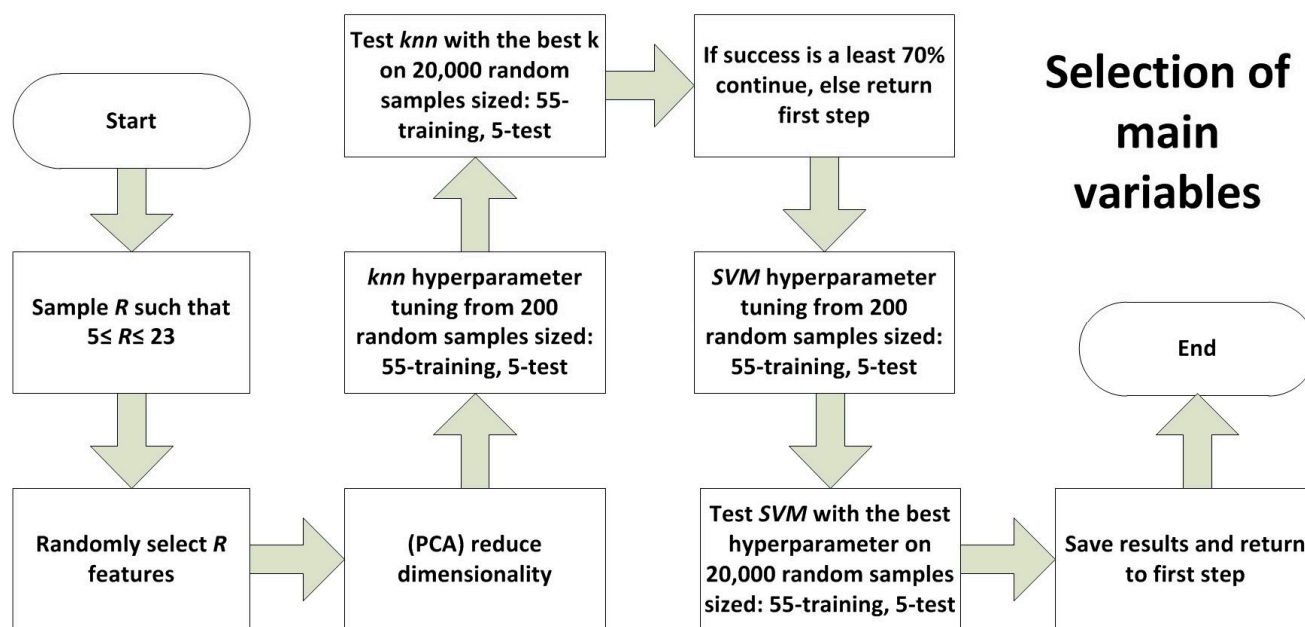 Selection of
main
variables
Start
Sample R such that
5≤ R≤ 23
Randomly select R
features
(PCA) reduce
dimensionality
knn hyperparameter
tuning from 200
random samples sized:
55-training, 5-test
Test knn with the best k
on 20,000 random
samples sized: 55-
training, 5-test
If success is a least 70%
continue, else return
first step
SVM hyperparameter
tuning from 200
random samples sized:
55-training, 5-test
Test SVM with the best
hyperparameter on
20,000 random samples
sized: 55-training, 5-test
Save results and return
to first step
End